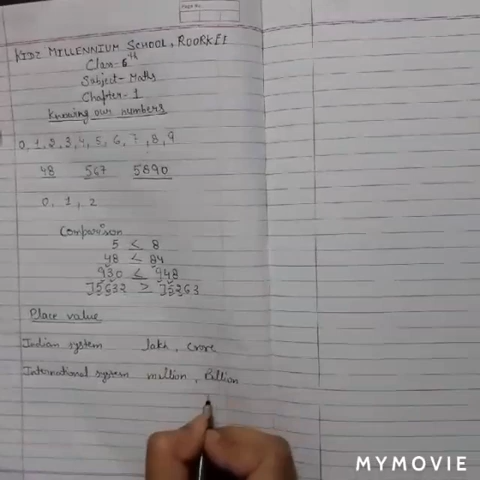 Page No.
KIDZ MILLENNIUM SCHOOL, ROORKEE
Class-6th
Subject-Maths
Chapter-1
Knowing our numbers
0, 1, 2, 3, 4, 5, 6, 7, 8, 9
48 567 5690
0, 1, 2
Comparison
5 < 8
48 < 84
930 < 948
35632 > 35263
Place value
Indian system lakh, Crore
International system million, Billion
MYMOVIE